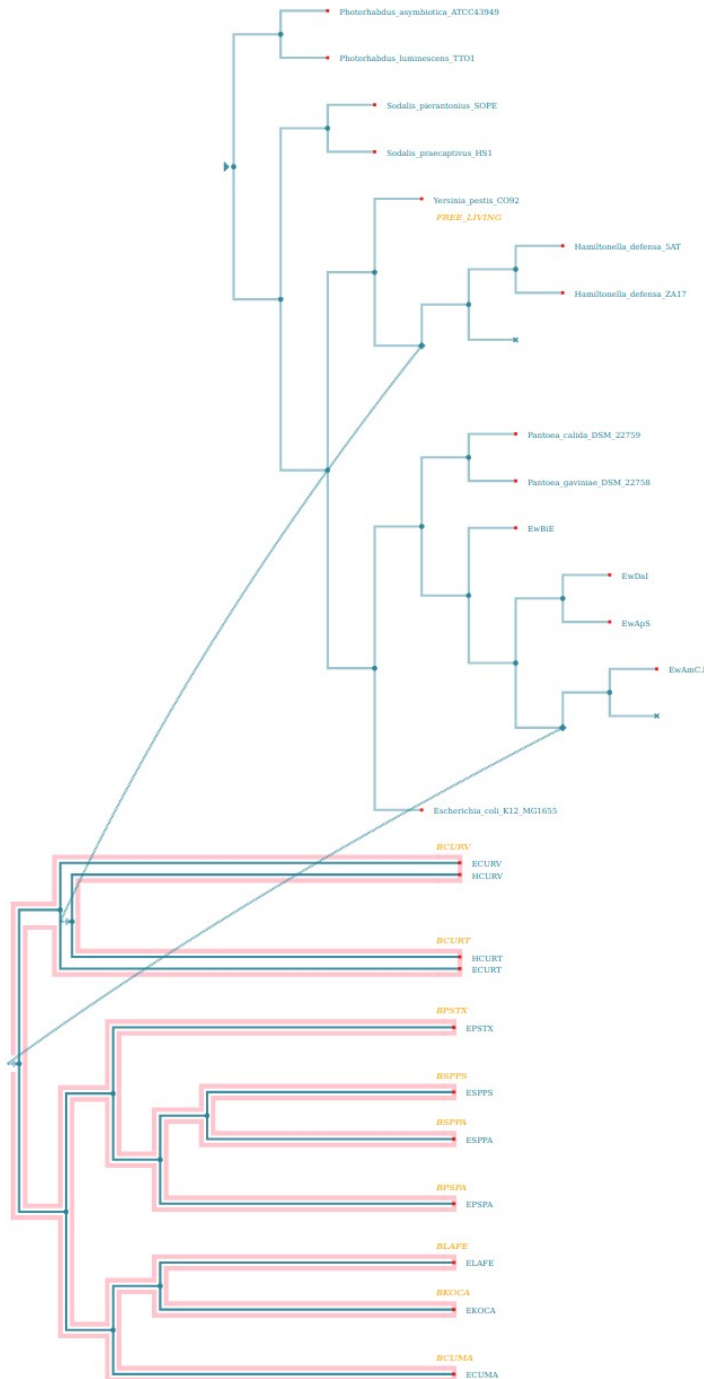 Photorhabdus_asymbiotica_ATCC43949
Photorhabdus_luminescens_TTO1
Sodalis_pierantonius_SOPE
Sodalis_praecaptivus_HS1
Yersinia_pestis_CO92
FREE_LIVING
Hamiltonella_defensa_5AT
Hamiltonella_defensa_ZA17
Pantoea_calida_DSM_22759
Pantoea_gaviniae_DSM_22758
EwBiE
EwDaI
EwApS
Escherichia_coli_K12_MG1655
BCURV
ECURV
HCURV
BCURT
HCURT
ECURT
BPSTX
EPSTX
BSPPS
ESPPS
BSPPA
ESPPA
BPSPA
EPSPA
BLAFE
ELAFE
BKOCA
EKOCA
BCUMA
ECUMA